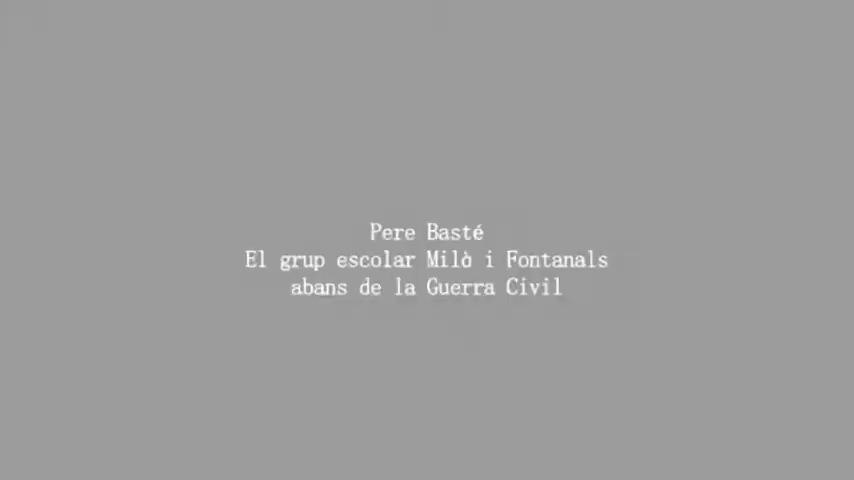 Pere Basté
El grup escolar Milà i Fontanals
abans de la Guerra Civil